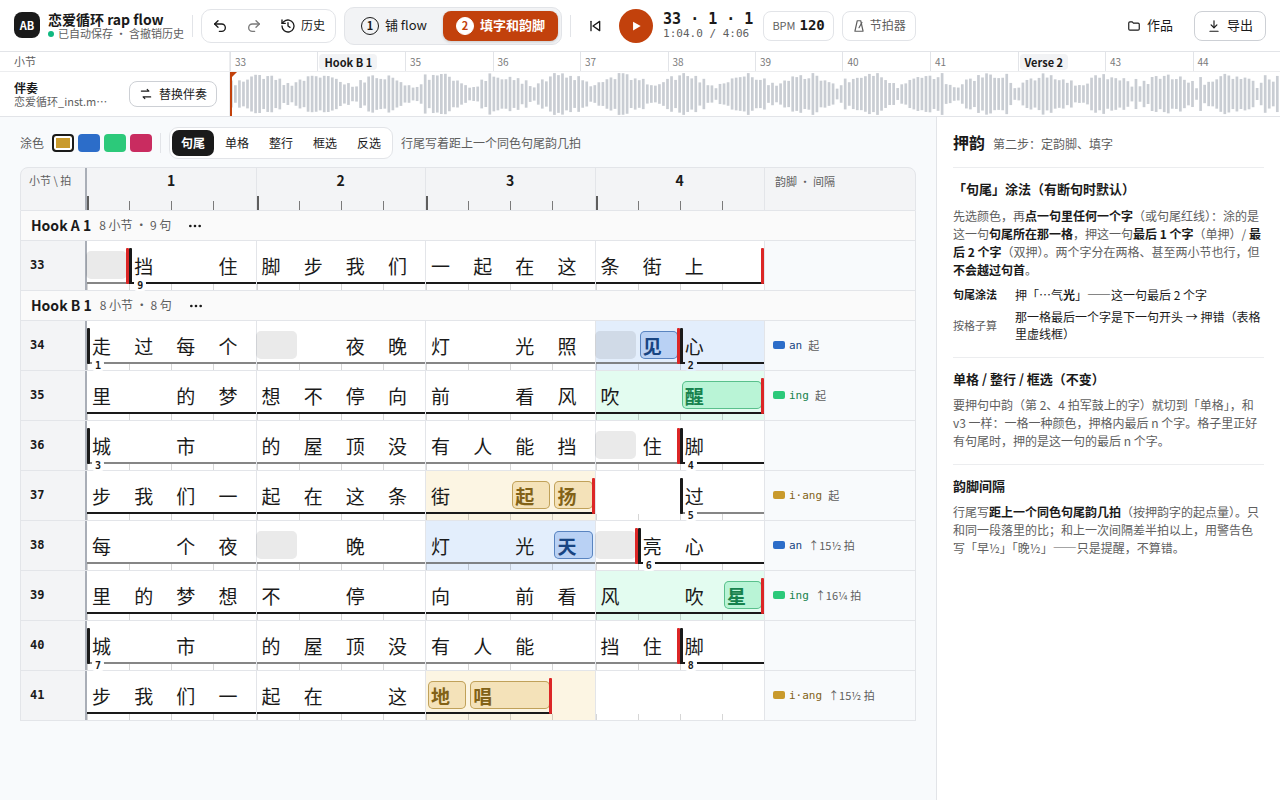 AB 恋爱循环 rap flow
已自动保存 · 含撤销历史
历史
1 铺 flow
2 填字和韵脚
33 · 1 · 1
1:04.0 / 4:06
BPM 120
节拍器
作品
导出
小节 33 Hook B 1 35 36 37 38 39 40 41 Verse 2 43 44
伴奏
恋爱循环_inst.m…
替换伴奏
涂色 句尾 单格 整行 框选 反选 行尾写着距上一个同色句尾韵几拍
小节 \ 拍 1 2 3 4 韵脚 · 间隔
Hook A 1 8 小节 · 9 句 ···
33 挡 住 脚 步 我 们 一 起 在 这 条 街 上
9
Hook B 1 8 小节 · 8 句 ···
34 走 过 每 个 夜 晚 灯 光 照 见 心 an 起
1 2
35 里 的 梦 想 不 停 向 前 看 风 吹 醒 ing 起
36 城 市 的 屋 顶 没 有 人 能 挡 住 脚
3 4
37 步 我 们 一 起 在 这 条 街 起 扬 过 i·ang 起
5
38 每 个 夜 晚 灯 光 天 亮 心 an ↑15½ 拍
6
39 里 的 梦 想 不 停 向 前 看 风 吹 星 ing ↑16¼ 拍
40 城 市 的 屋 顶 没 有 人 能 挡 住 脚
7 8
41 步 我 们 一 起 在 这 地 唱 i·ang ↑15½ 拍
押韵 第二步：定韵脚、填字
「句尾」涂法（有断句时默认）
先选颜色，再点一句里任何一个字（或句尾红线）：涂的是
这一句句尾所在那一格，押这一句最后 1 个字（单押）/ 最
后 2 个字（双押）。两个字分在两格、甚至两小节也行，但
不会越过句首。
句尾涂法 押「…气光」——这一句最后 2 个字
按格子算 那一格最后一个字是下一句开头 → 押错（表格
里虚线框）
单格 / 整行 / 框选（不变）
要押句中韵（第 2、4 拍军鼓上的字）就切到「单格」，和
v3 一样：一格一种颜色，押格内最后 n 个字。格子里正好
有句尾时，押的是这一句的最后 n 个字。
韵脚间隔
行尾写距上一个同色句尾韵几拍（按押韵字的起点量）。只
和同一段落里的比；和上一次间隔差半拍以上，用警告色
写「早½」「晚½」——只是提醒，不算错。